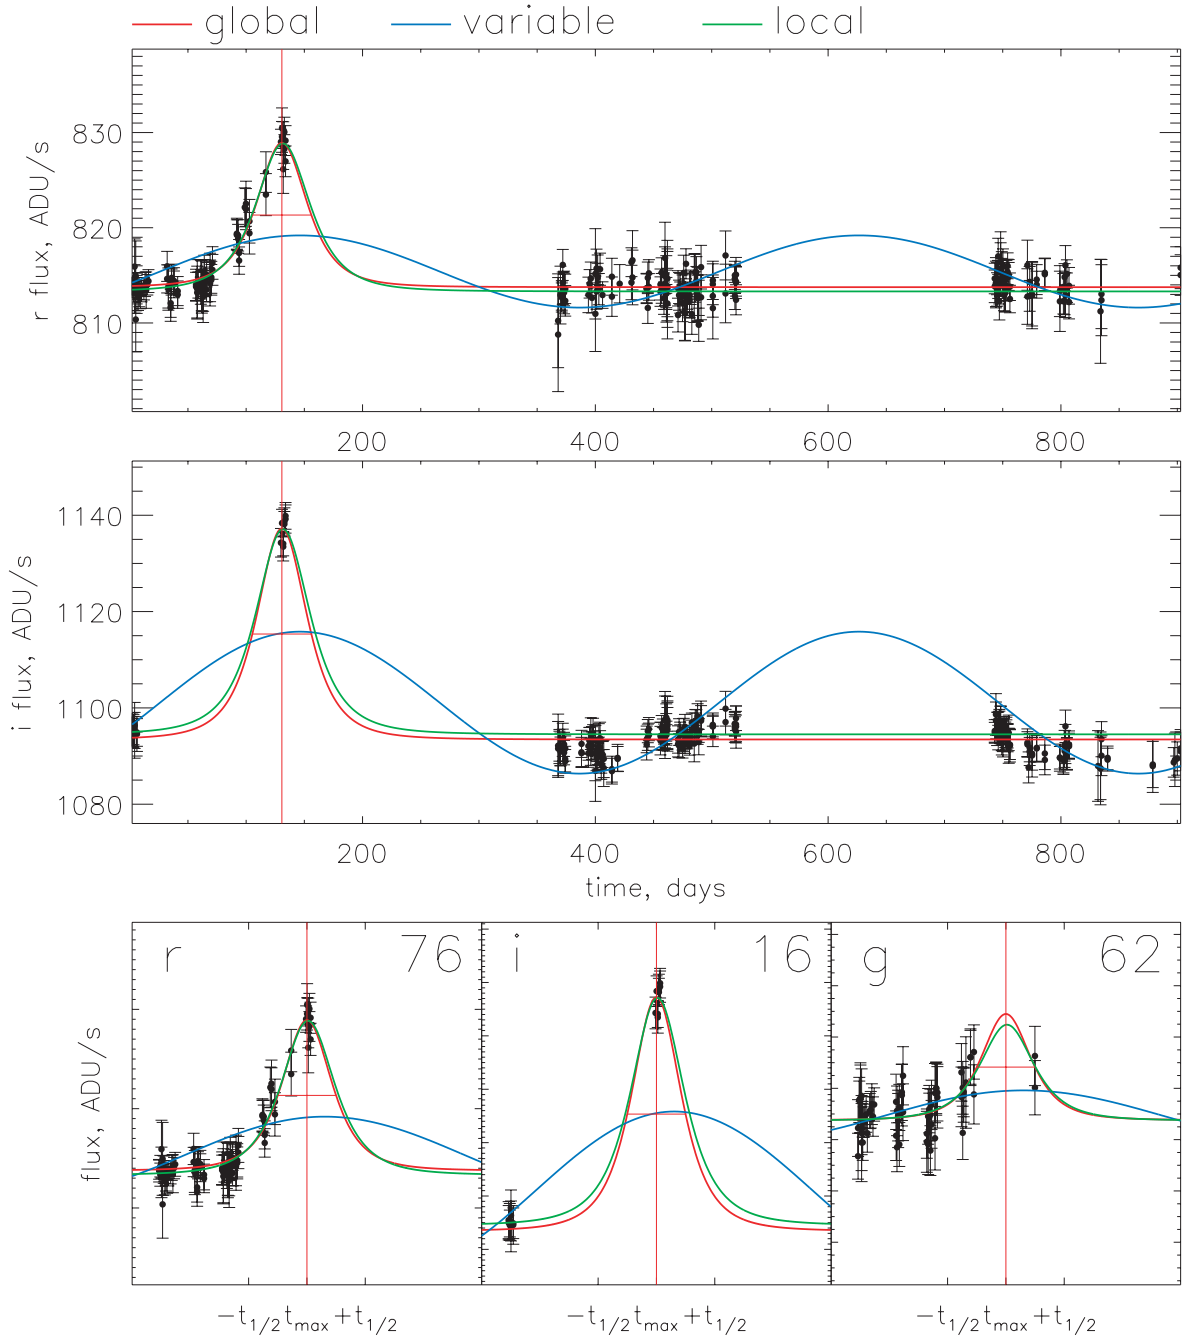 global variable local
r flux, ADU/s
830
820
810
200 400 600 800
i flux, ADU/s
1140
1120
1100
1080
200 400 600 800
time, days
flux, ADU/s
r 76 i 16 g 62
−t1/2 tmax +t1/2 −t1/2 tmax +t1/2 −t1/2 tmax +t1/2